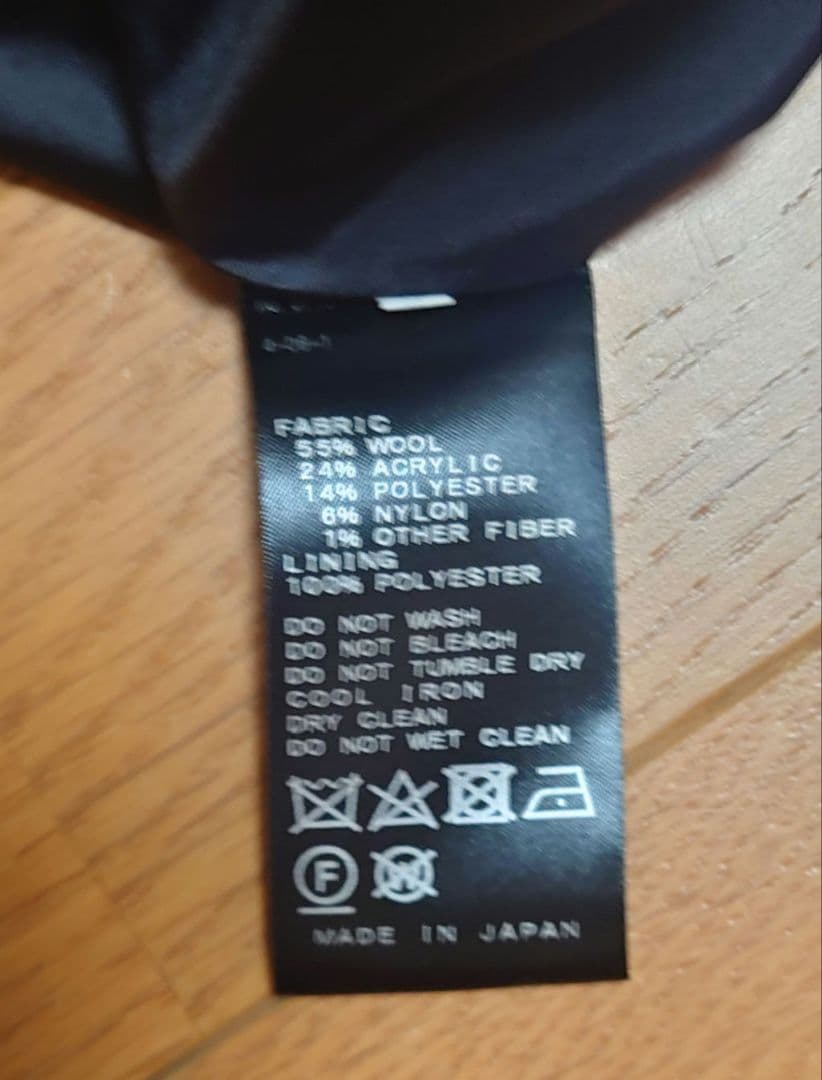 FABRIC
55% WOOL
24% ACRYLIC
14% POLYESTER
6% NYLON
1% OTHER FIBER
LINING
100% POLYESTER
DO NOT WASH
DO NOT BLEACH
DO NOT TUMBLE DRY
COOL IRON
DRY CLEAN
DO NOT WET CLEAN
F W
MADE IN JAPAN